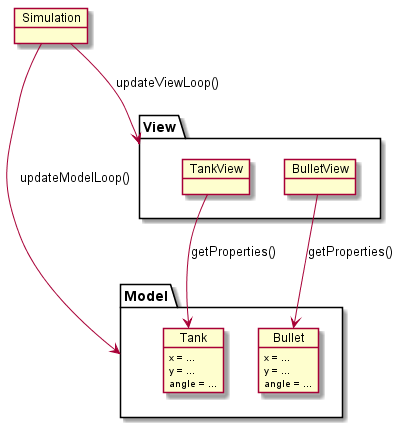 Simulation
updateViewLoop()
View
TankView
BulletView
updateModelLoop()
getProperties()
getProperties()
Model
Tank
x = ...
y = ...
angle = ...
Bullet
x = ...
y = ...
angle = ...